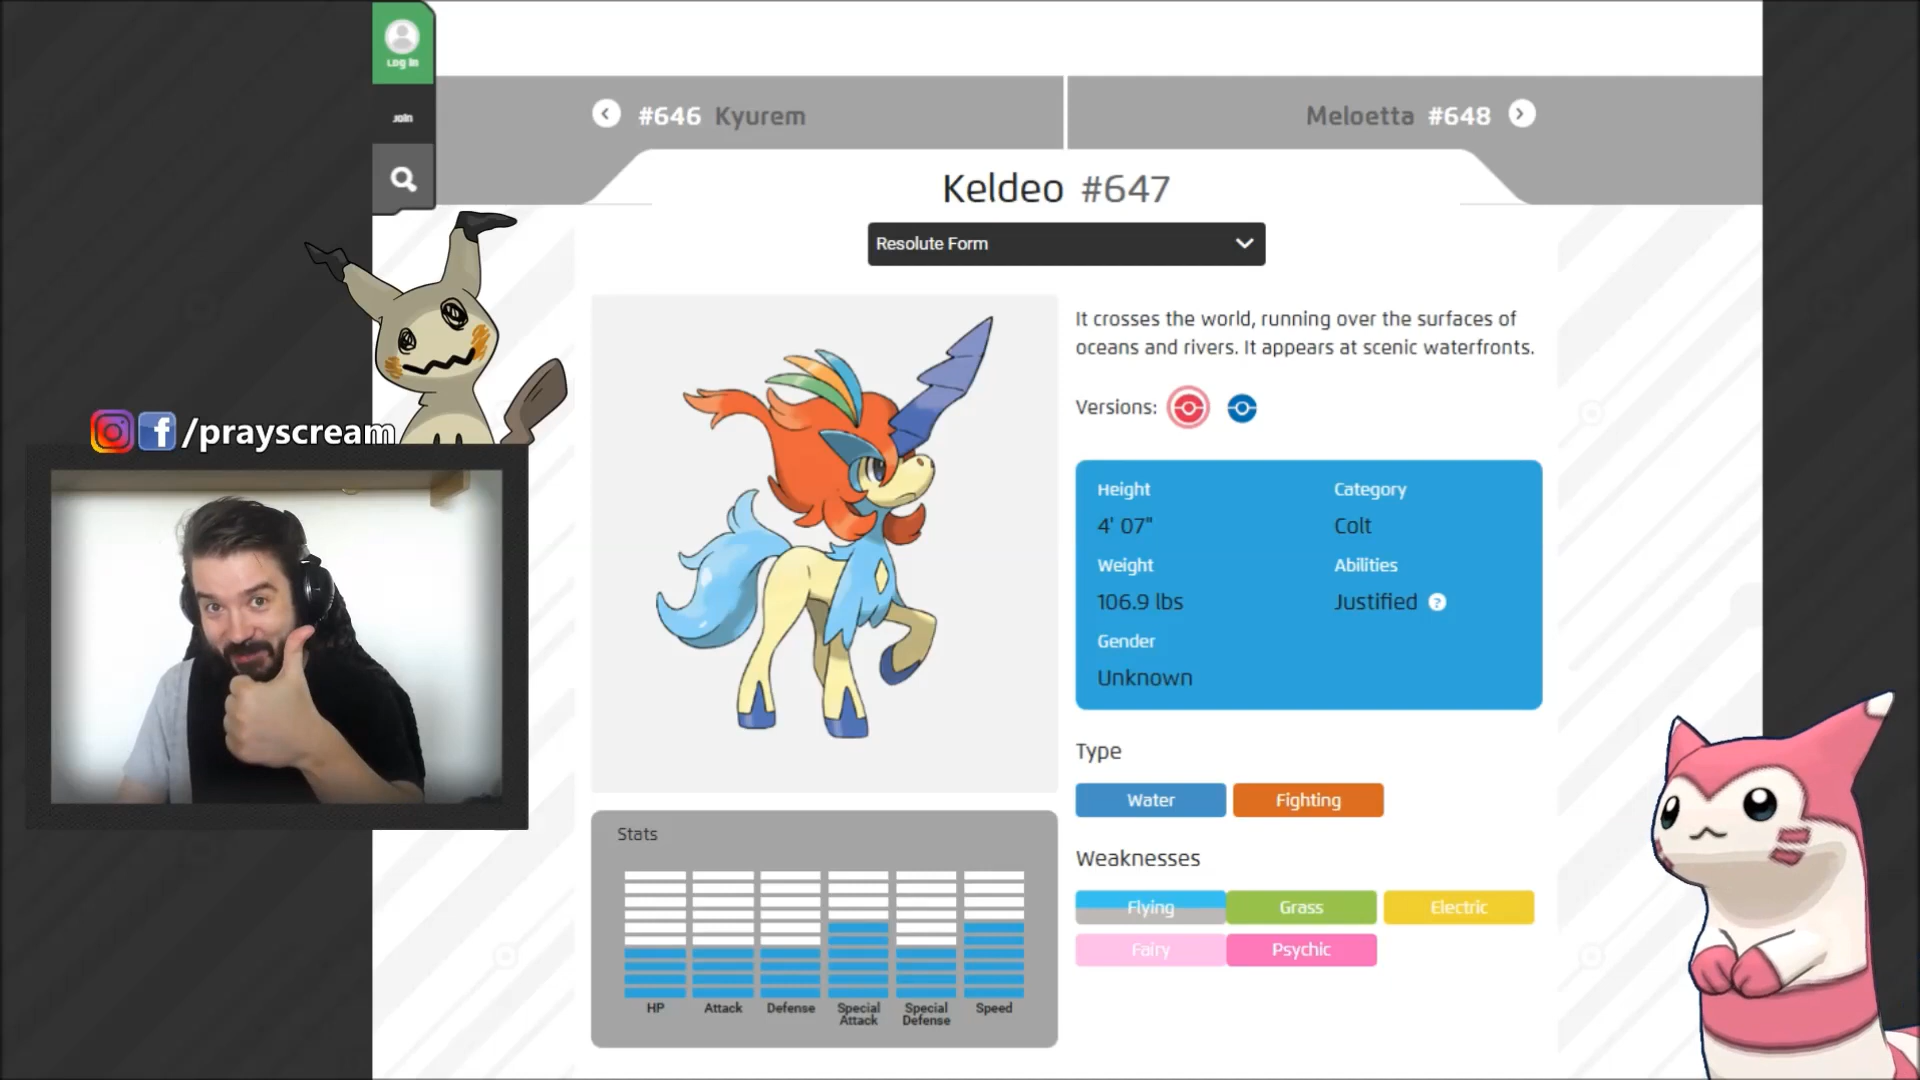 Log in
Join
#646 Kyurem
Meloetta #648
Keldeo #647
Resolute Form
It crosses the world, running over the surfaces of
oceans and rivers. It appears at scenic waterfronts.
Versions:
Height
4' 07"
Weight
106.9 lbs
Gender
Unknown
Category
Colt
Abilities
Justified ?
Type
Water
Fighting
Weaknesses
Flying
Grass
Electric
Fairy
Psychic
Stats
HP
Attack
Defense
Special
Attack
Special
Defense
Speed
f /prayscream